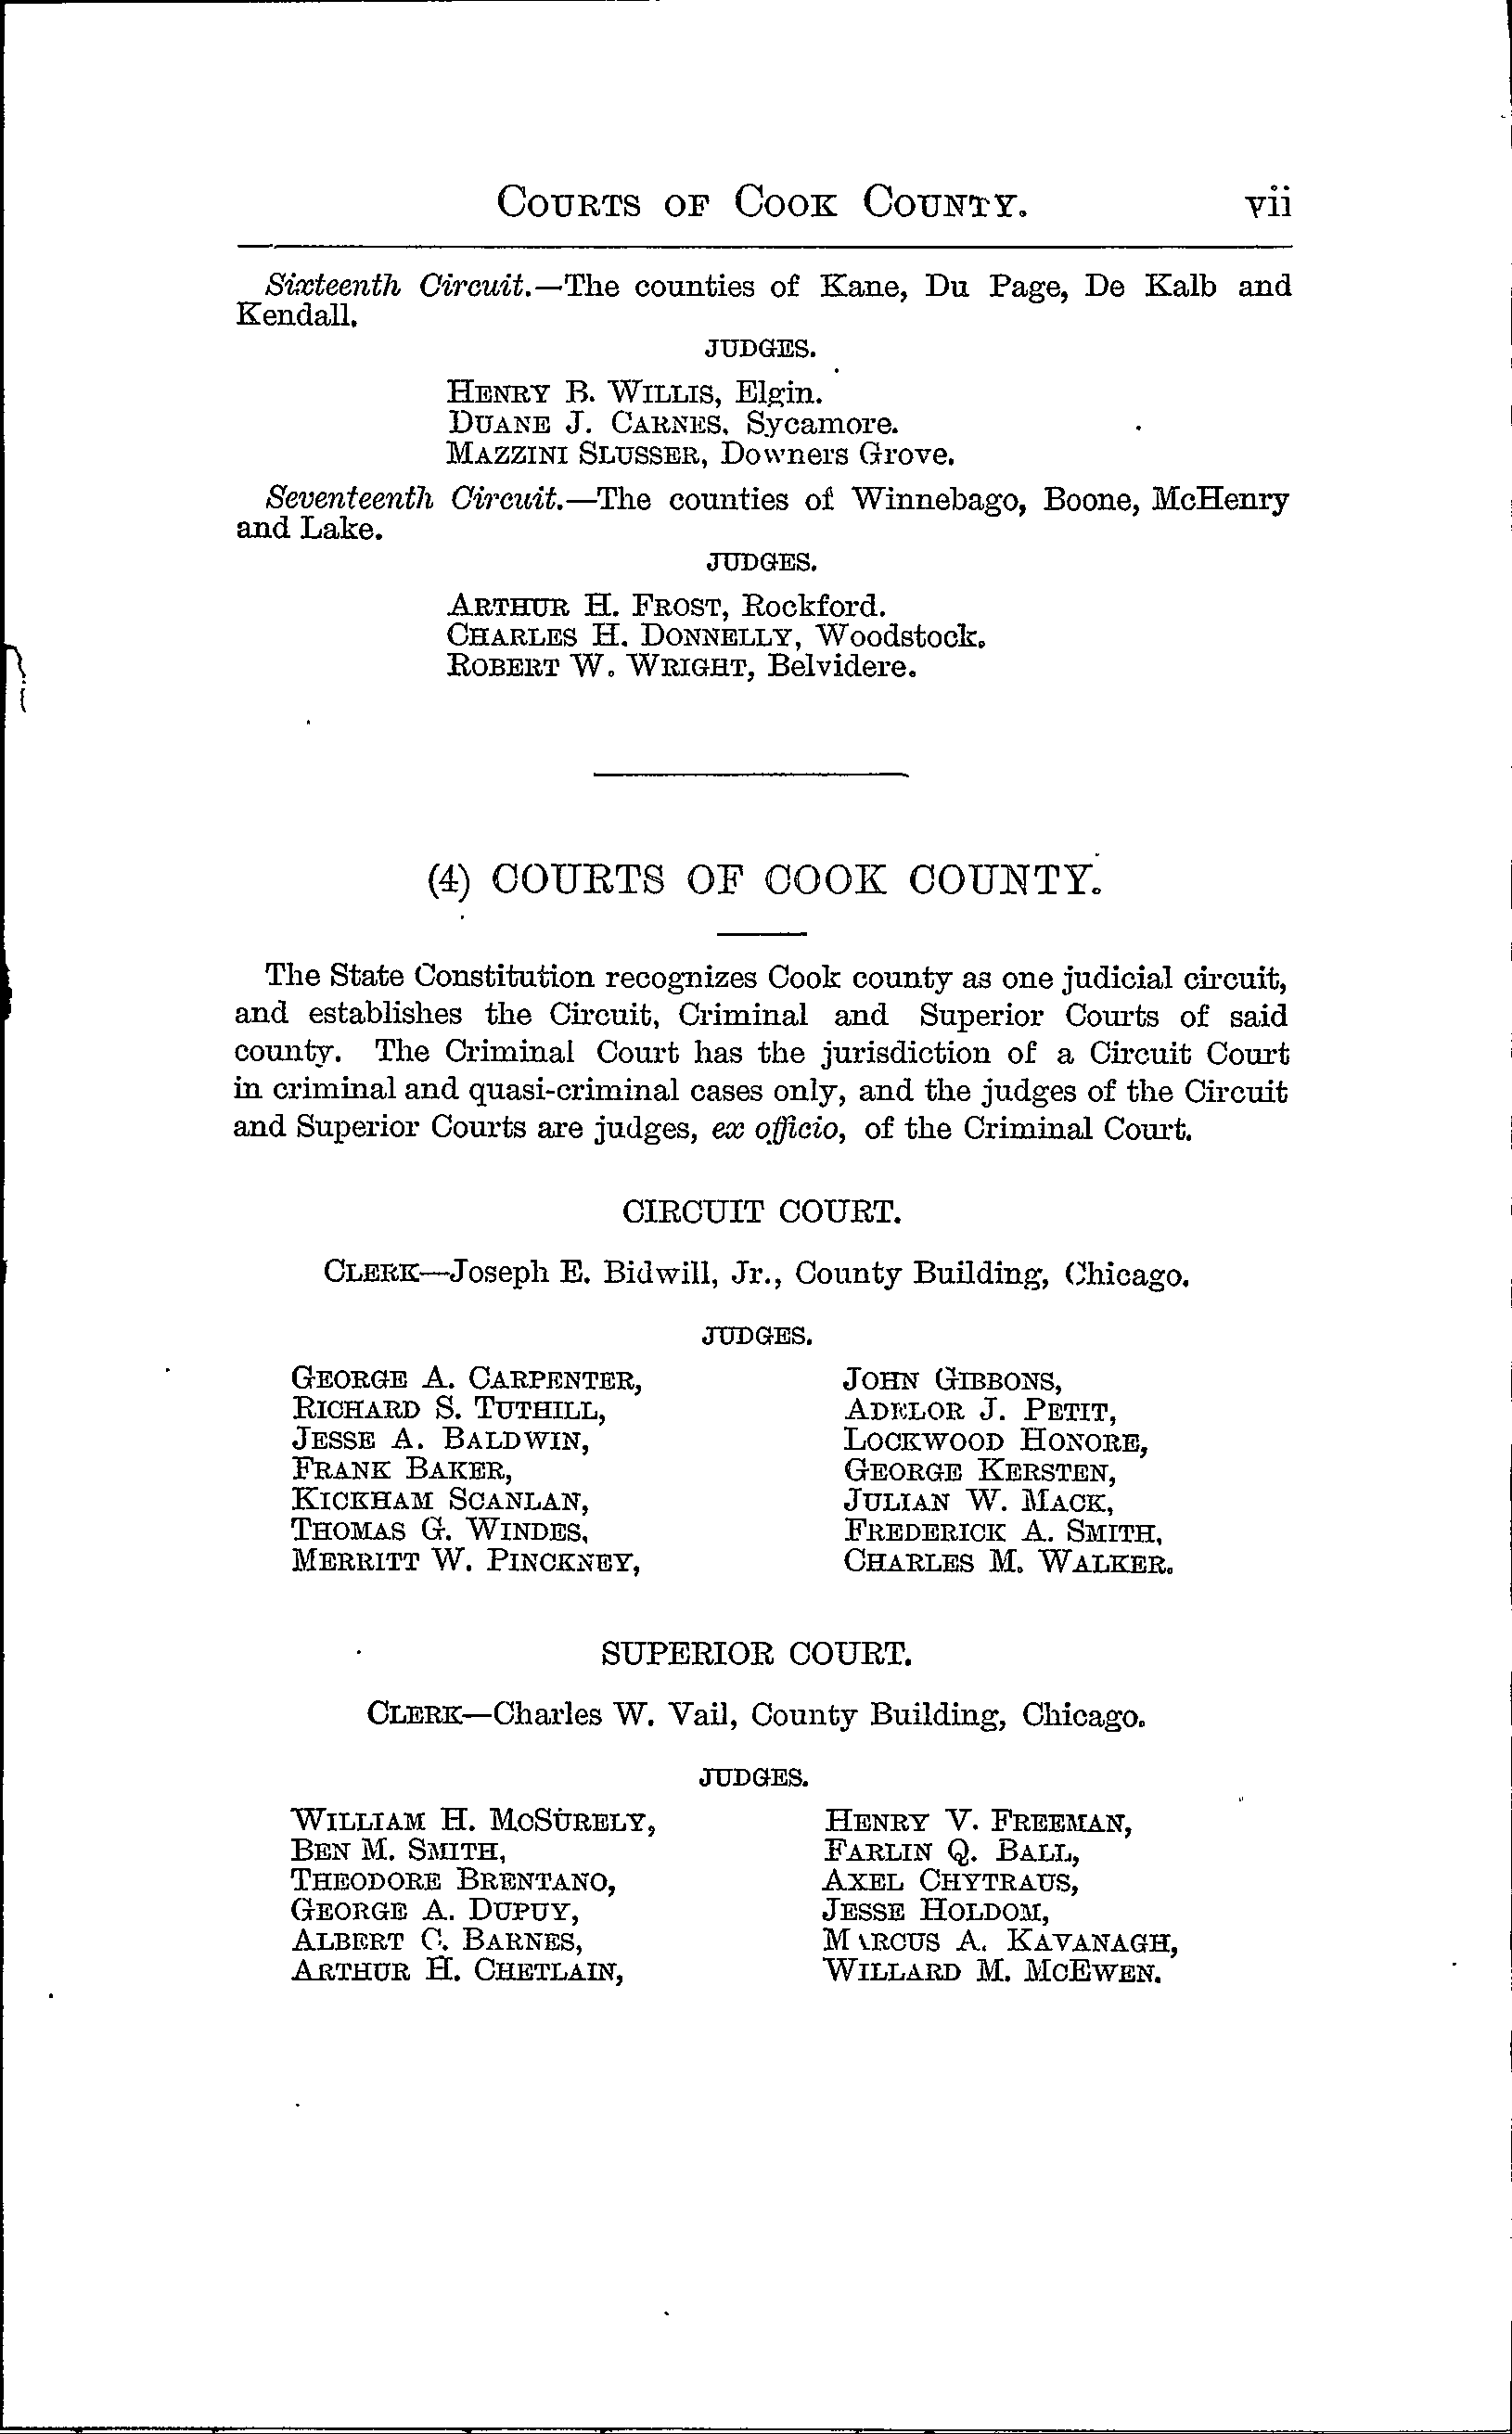 COURTS OF COOK COUNTY. vii
Sixteenth Circuit.—The counties of Kane, Du Page, De Kalb and
Kendall.
JUDGES.
HENRY B. WILLIS, Elgin.
DUANE J. CARNES, Sycamore.
MAZZINI SLUSSER, Downers Grove.
Seventeenth Circuit.—The counties of Winnebago, Boone, McHenry
and Lake.
JUDGES.
ARTHUR H. FROST, Rockford.
CHARLES H. DONNELLY, Woodstock.
ROBERT W. WRIGHT, Belvidere.
(4) COURTS OF COOK COUNTY.
The State Constitution recognizes Cook county as one judicial circuit,
and establishes the Circuit, Criminal and Superior Courts of said
county. The Criminal Court has the jurisdiction of a Circuit Court
in criminal and quasi-criminal cases only, and the judges of the Circuit
and Superior Courts are judges, ex officio, of the Criminal Court.
CIRCUIT COURT.
CLERK—Joseph E. Bidwill, Jr., County Building, Chicago.
JUDGES.
GEORGE A. CARPENTER,
RICHARD S. TUTHILL,
JESSE A. BALDWIN,
FRANK BAKER,
KICKHAM SCANLAN,
THOMAS G. WINDES,
MERRITT W. PINCKNEY,
JOHN GIBBONS,
ADELOR J. PETIT,
LOCKWOOD HONORE,
GEORGE KERSTEN,
JULIAN W. MACK,
FREDERICK A. SMITH,
CHARLES M. WALKER.
SUPERIOR COURT.
CLERK—Charles W. Vail, County Building, Chicago.
JUDGES.
WILLIAM H. MCSURELY,
BEN M. SMITH,
THEODORE BRENTANO,
GEORGE A. DUPUY,
ALBERT C. BARNES,
ARTHUR H. CHETLAIN,
HENRY V. FREEMAN,
FARLIN Q. BALL,
AXEL CHYTRAUS,
JESSE HOLDOM,
MARCUS A. KAVANAGH,
WILLARD M. MCEWEN.